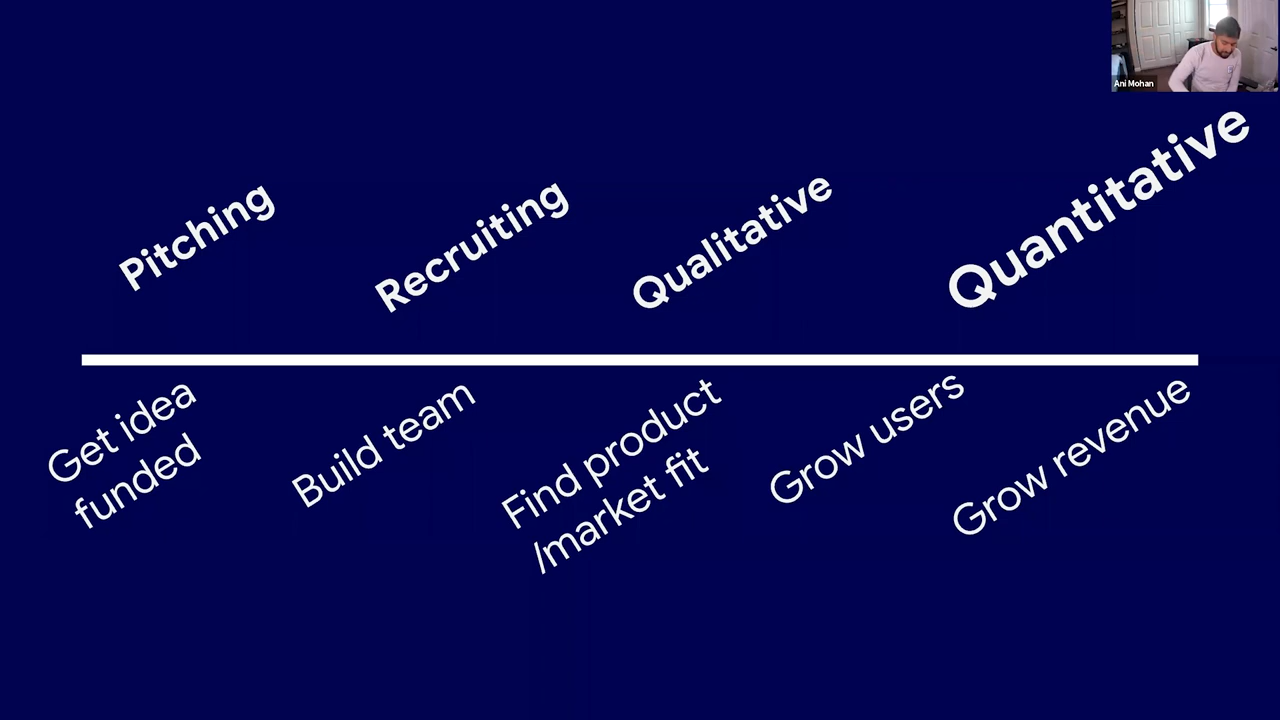 Ani Mohan
Pitching
Recruiting
Qualitative
Quantitative
Get idea
funded
Build team
Find product
/market fit
Grow users
Grow revenue